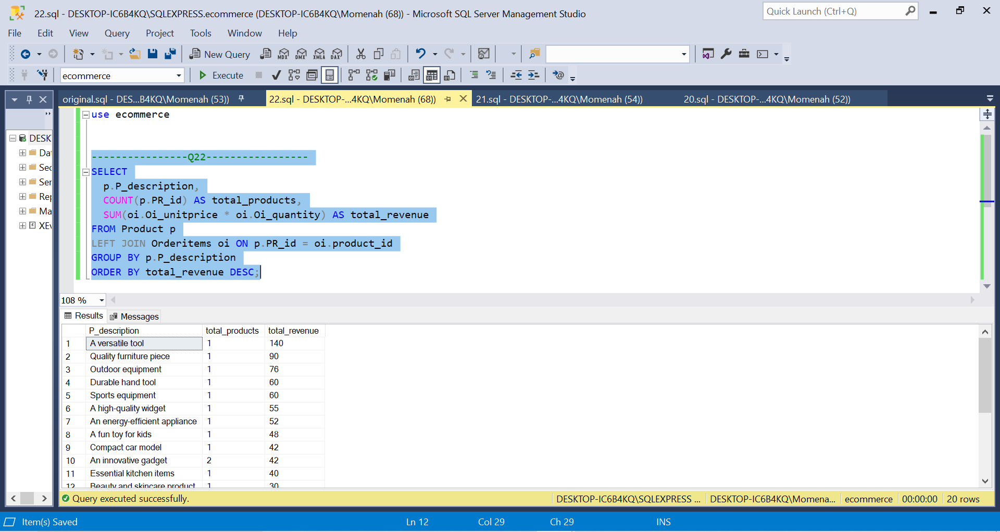 22.sql - DESKTOP-IC6B4KQ\SQLEXPRESS.ecommerce (DESKTOP-IC6B4KQ\Momenah (68)) - Microsoft SQL Server Management Studio
Quick Launch (Ctrl+Q)
File Edit View Query Project Tools Window Help
New Query MDX DMX XMLA DAX
ecommerce Execute
original.sql - DES...B4KQ\Momenah (53)) 22.sql - DESKTOP-...4KQ\Momenah (68)) 21.sql - DESKTOP-...4KQ\Momenah (54)) 20.sql - DESKTOP-...4KQ\Momenah (52))
DESK
Dat
Sec
Ser
Rep
Ma
XEv
use ecommerce
----------------Q22-----------------
SELECT
p.P_description,
COUNT(p.PR_id) AS total_products,
SUM(oi.Oi_unitprice * oi.Oi_quantity) AS total_revenue
FROM Product p
LEFT JOIN Orderitems oi ON p.PR_id = oi.product_id
GROUP BY p.P_description
ORDER BY total_revenue DESC;
108 %
Results Messages
P_description total_products total_revenue
1 A versatile tool 1 140
2 Quality furniture piece 1 90
3 Outdoor equipment 1 76
4 Durable hand tool 1 60
5 Sports equipment 1 60
6 A high-quality widget 1 55
7 An energy-efficient appliance 1 52
8 A fun toy for kids 1 48
9 Compact car model 1 42
10 An innovative gadget 2 42
11 Essential kitchen items 1 40
12 Beauty and skincare product 1 30
Query executed successfully. DESKTOP-IC6B4KQ\SQLEXPRESS ... DESKTOP-IC6B4KQ\Momena... ecommerce 00:00:00 20 rows
Item(s) Saved Ln 12 Col 29 Ch 29 INS